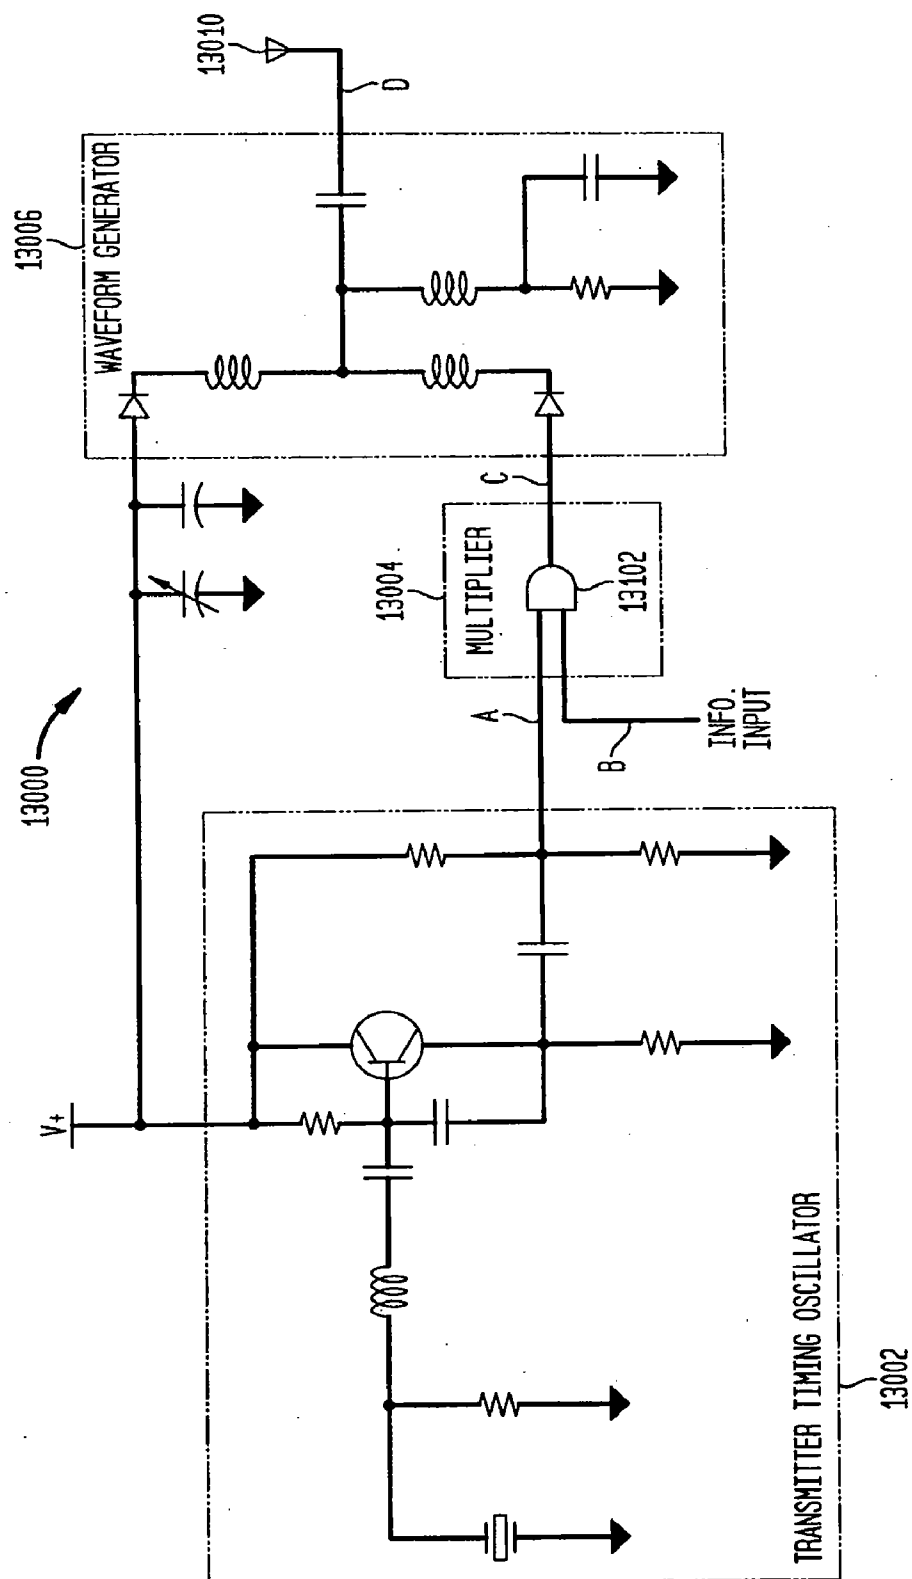 13000
V+
TRANSMITTER TIMING OSCILLATOR
13002
A
B
INFO.
INPUT
MULTIPLIER
13004
13102
C
WAVEFORM GENERATOR
13006
D
13010